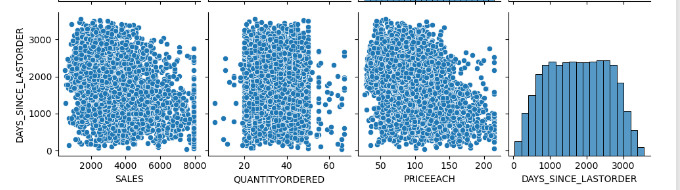 DAYS_SINCE_LASTORDER
3000
2000
1000
0
2000 4000 6000 8000
SALES
20 40 60
QUANTITYORDERED
50 100 150 200
PRICEEACH
0 1000 2000 3000
DAYS_SINCE_LASTORDER